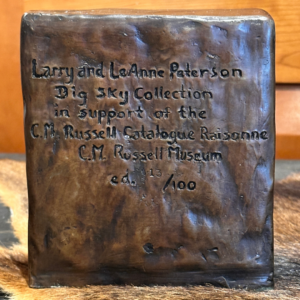 Larry and LeAnne Paterson
Big Sky Collection
in support of the
C.M. Russell Catalogue Raisonne
C.M. Russell Museum
ed. 13/100